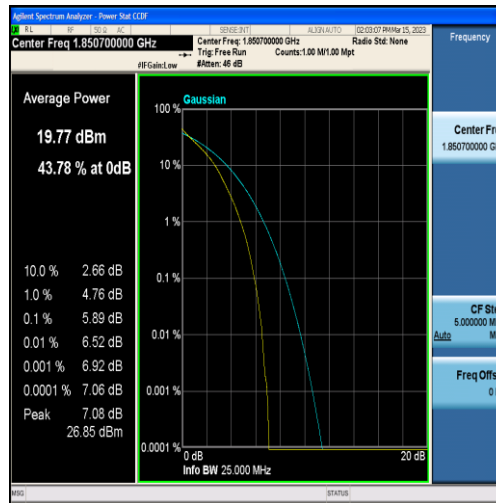 Agilent Spectrum Analyzer - Power Stat CCDF
RL RF 50 Ω AC SENSE:INT ALIGN AUTO 02:03:07 PM Mar 15, 2023
Center Freq 1.850700000 GHz
Center Freq: 1.850700000 GHz Radio Std: None
Trig: Free Run Counts:1.00 M/1.00 Mpt
#IFGain:Low #Atten: 46 dB
Frequency
Average Power
19.77 dBm
43.78 % at 0dB
10.0 % 2.66 dB
1.0 % 4.76 dB
0.1 % 5.89 dB
0.01 % 6.52 dB
0.001 % 6.92 dB
0.0001 % 7.06 dB
Peak 7.08 dB
26.85 dBm
Gaussian
100 %
10 %
1 %
0.1 %
0.01 %
0.001 %
0.0001 %
0 dB 20 dB
Info BW 25.000 MHz
Center Fre
1.850700000 G
CF Ste
5.000000 M
Auto M
Freq Offs
0
MSG STATUS